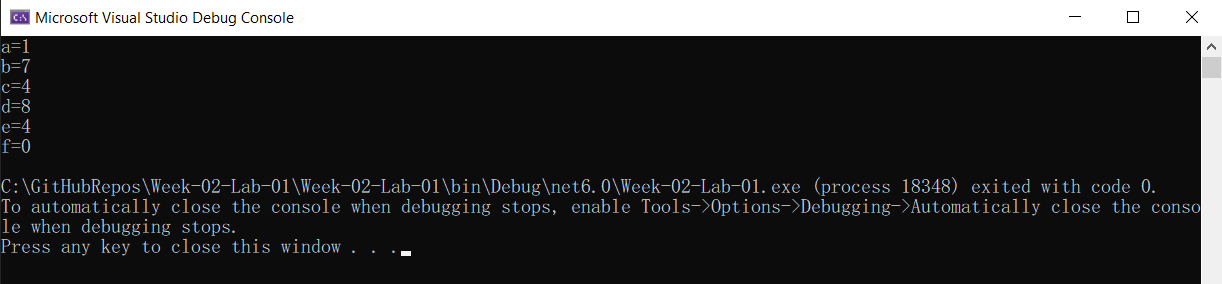 Microsoft Visual Studio Debug Console
a=1
b=7
c=4
d=8
e=4
f=0
C:\GitHubRepos\Week-02-Lab-01\Week-02-Lab-01\bin\Debug\net6.0\Week-02-Lab-01.exe (process 18348) exited with code 0.
To automatically close the console when debugging stops, enable Tools->Options->Debugging->Automatically close the conso
le when debugging stops.
Press any key to close this window . . .